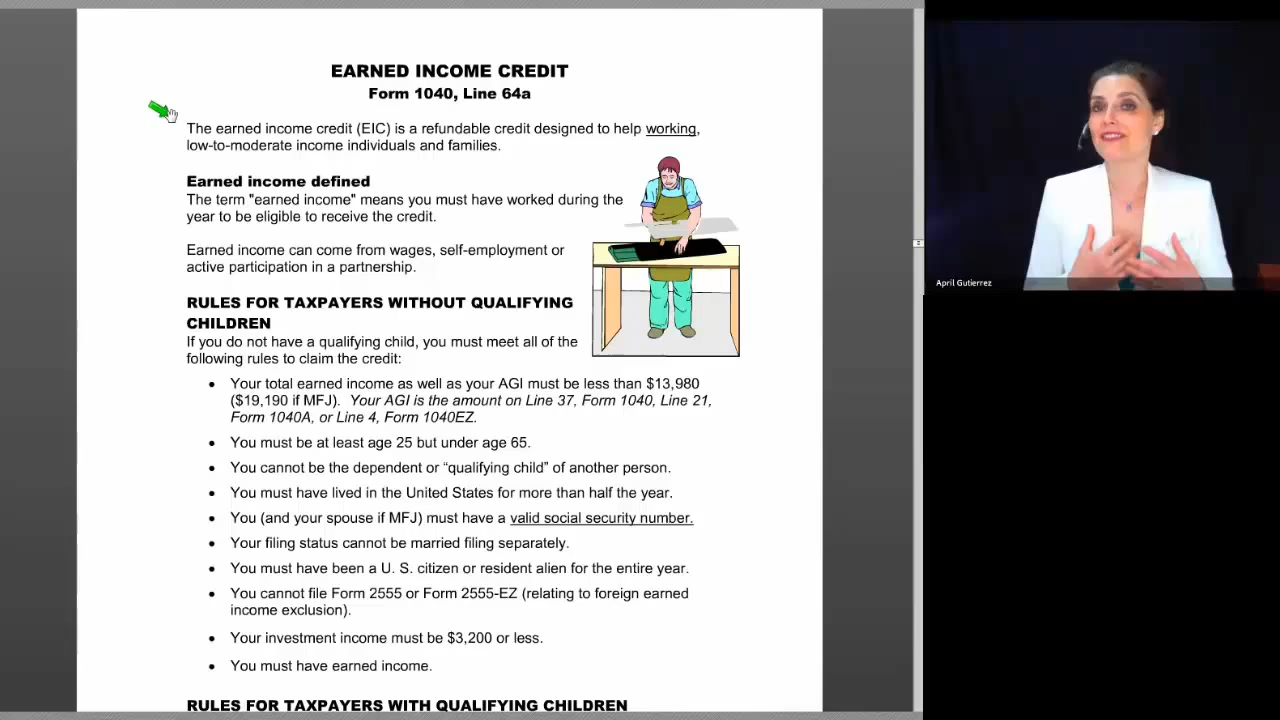 EARNED INCOME CREDIT
Form 1040, Line 64a
The earned income credit (EIC) is a refundable credit designed to help working,
low-to-moderate income individuals and families.
Earned income defined
The term "earned income" means you must have worked during the
year to be eligible to receive the credit.
Earned income can come from wages, self-employment or
active participation in a partnership.
RULES FOR TAXPAYERS WITHOUT QUALIFYING
CHILDREN
If you do not have a qualifying child, you must meet all of the
following rules to claim the credit:
• Your total earned income as well as your AGI must be less than $13,980
($19,190 if MFJ). Your AGI is the amount on Line 37, Form 1040, Line 21,
Form 1040A, or Line 4, Form 1040EZ.
• You must be at least age 25 but under age 65.
• You cannot be the dependent or “qualifying child” of another person.
• You must have lived in the United States for more than half the year.
• You (and your spouse if MFJ) must have a valid social security number.
• Your filing status cannot be married filing separately.
• You must have been a U. S. citizen or resident alien for the entire year.
• You cannot file Form 2555 or Form 2555-EZ (relating to foreign earned
income exclusion).
• Your investment income must be $3,200 or less.
• You must have earned income.
RULES FOR TAXPAYERS WITH QUALIFYING CHILDREN
April Gutierrez